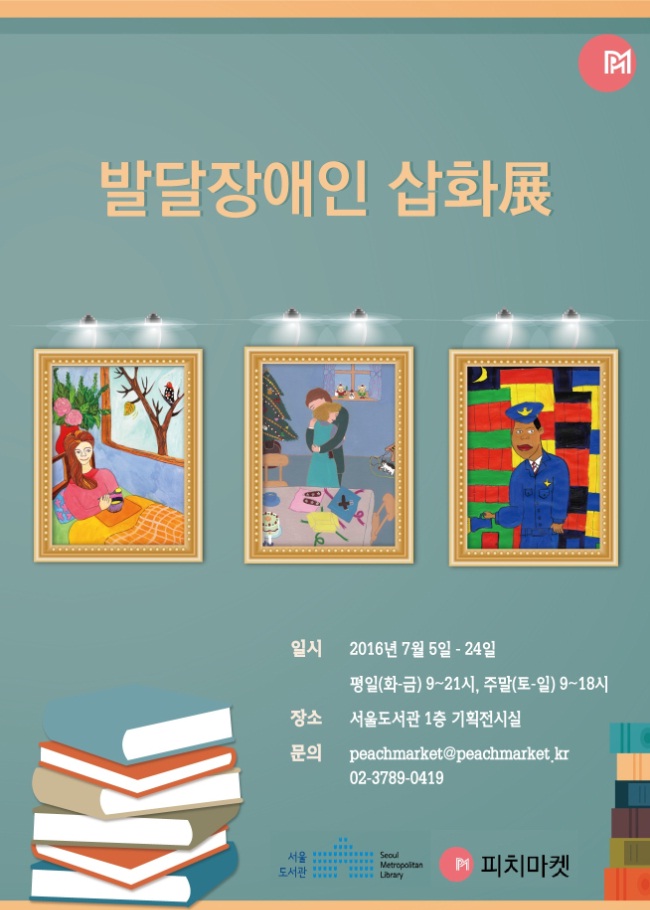 PM
발달장애인 삽화展
일시 2016년 7월 5일 - 24일
평일(화-금) 9~21시, 주말(토-일) 9~18시
장소 서울도서관 1층 기획전시실
문의 peachmarket@peachmarket.kr
02-3789-0419
서울
도서관
Seoul
Metropolitan
Library
PM 피치마켓